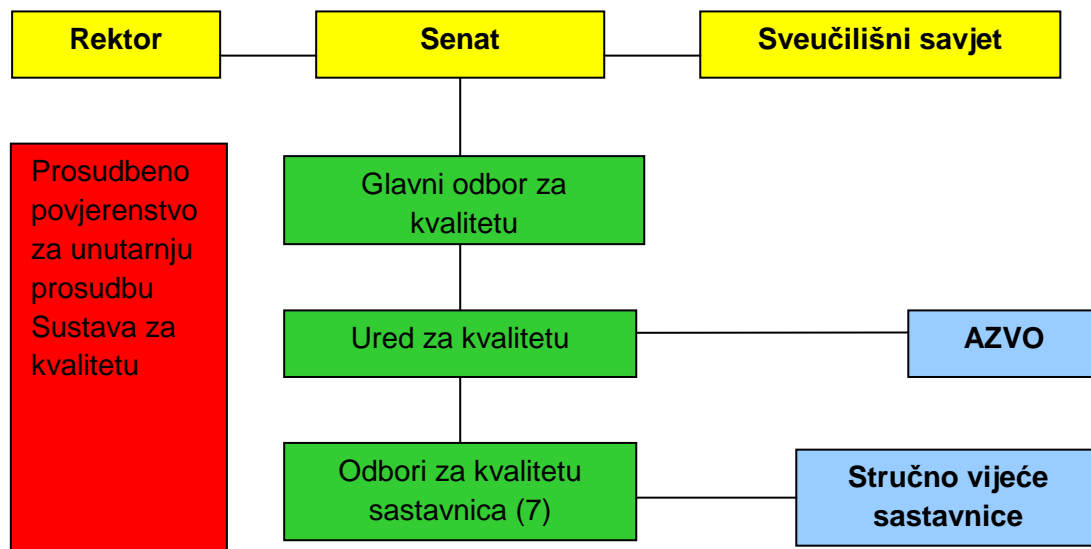 Rektor
Senat
Sveučilišni savjet
Prosudbeno
povjerenstvo
za unutarnju
prosudbu
Sustava za
kvalitetu
Glavni odbor za
kvalitetu
Ured za kvalitetu
AZVO
Odbori za kvalitetu
sastavnica (7)
Stručno vijeće
sastavnice